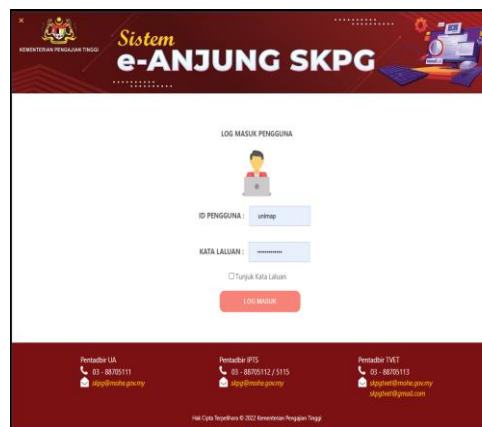 ×
KEMENTERIAN PENGAJIAN TINGGI
Sistem
e-ANJUNG SKPG
LOG MASUK PENGGUNA
ID PENGGUNA : unimap
KATA LALUAN : ••••••••••••
Tunjuk Kata Laluan
LOG MASUK
Pentadbir UA
03 - 88705111
skpg@mohe.gov.my
Pentadbir IPTS
03 - 88705112 / 5115
skpg@mohe.gov.my
Pentadbir TVET
03 - 88705113
skpgtvet@mohe.gov.my
skpgtvet@gmail.com
Hak Cipta Terpelihara © 2022 Kementerian Pengajian Tinggi